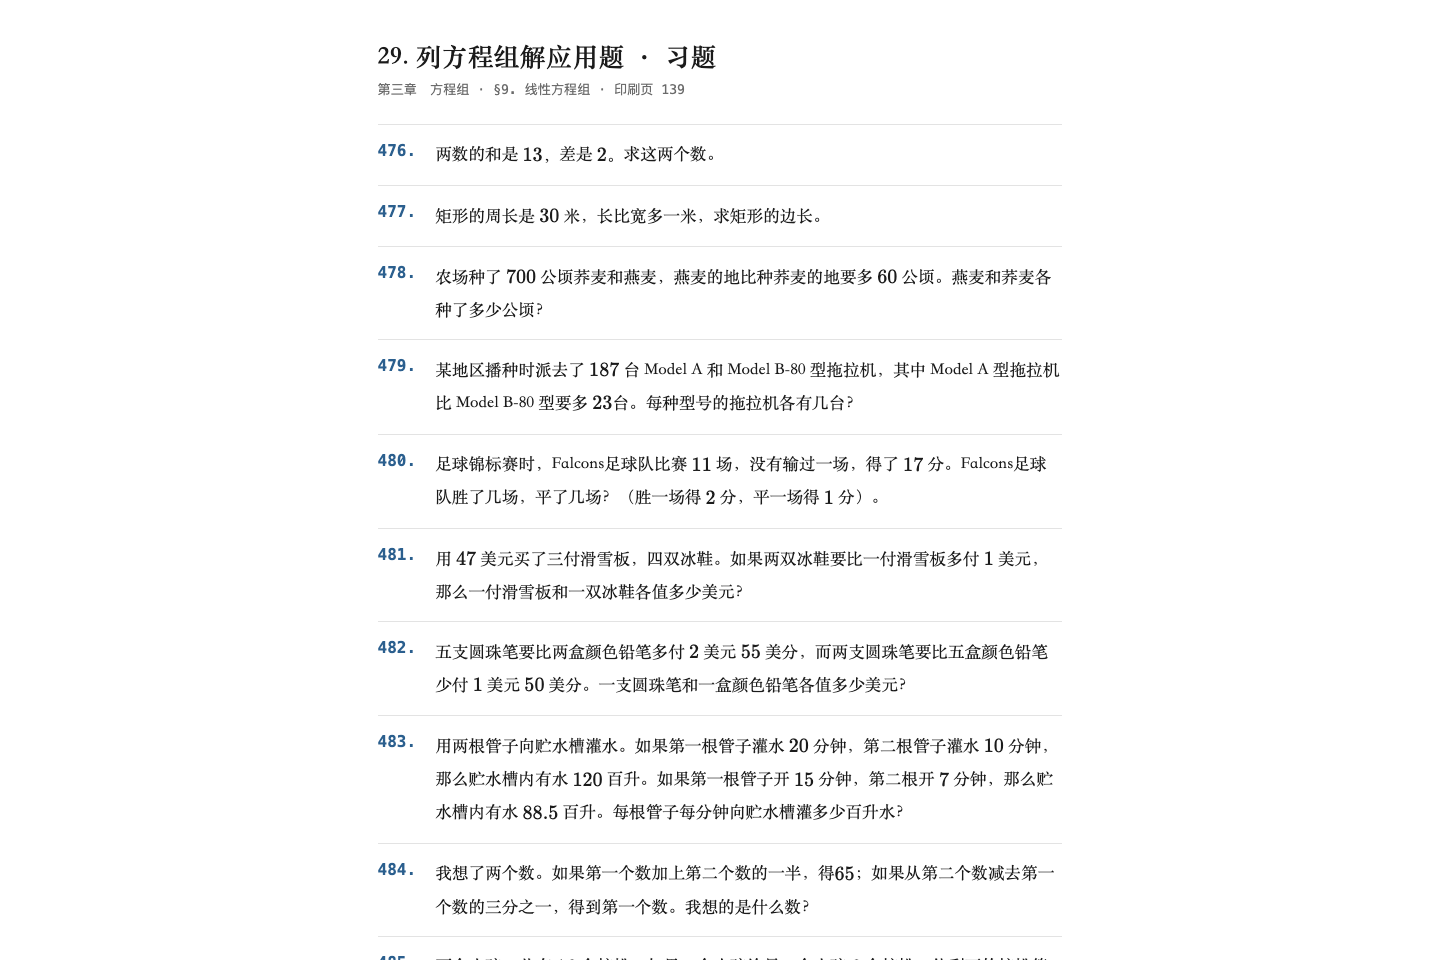 29. 列方程组解应用题 · 习题
第三章 方程组 · §9. 线性方程组 · 印刷页 139
476. 两数的和是 13，差是 2。求这两个数。
477. 矩形的周长是 30 米，长比宽多一米，求矩形的边长。
478. 农场种了 700 公顷荞麦和燕麦，燕麦的地比种荞麦的地要多 60 公顷。燕麦和荞麦各
种了多少公顷？
479. 某地区播种时派去了 187 台 Model A 和 Model B-80 型拖拉机，其中 Model A 型拖拉机
比 Model B-80 型要多 23台。每种型号的拖拉机各有几台？
480. 足球锦标赛时，Falcons足球队比赛 11 场，没有输过一场，得了 17 分。Falcons足球
队胜了几场，平了几场？（胜一场得 2 分，平一场得 1 分）。
481. 用 47 美元买了三付滑雪板，四双冰鞋。如果两双冰鞋要比一付滑雪板多付 1 美元，
那么一付滑雪板和一双冰鞋各值多少美元？
482. 五支圆珠笔要比两盒颜色铅笔多付 2 美元 55 美分，而两支圆珠笔要比五盒颜色铅笔
少付 1 美元 50 美分。一支圆珠笔和一盒颜色铅笔各值多少美元？
483. 用两根管子向贮水槽灌水。如果第一根管子灌水 20 分钟，第二根管子灌水 10 分钟，
那么贮水槽内有水 120 百升。如果第一根管子开 15 分钟，第二根开 7 分钟，那么贮
水槽内有水 88.5 百升。每根管子每分钟向贮水槽灌多少百升水？
484. 我想了两个数。如果第一个数加上第二个数的一半，得65；如果从第二个数减去第一
个数的三分之一，得到第一个数。我想的是什么数？